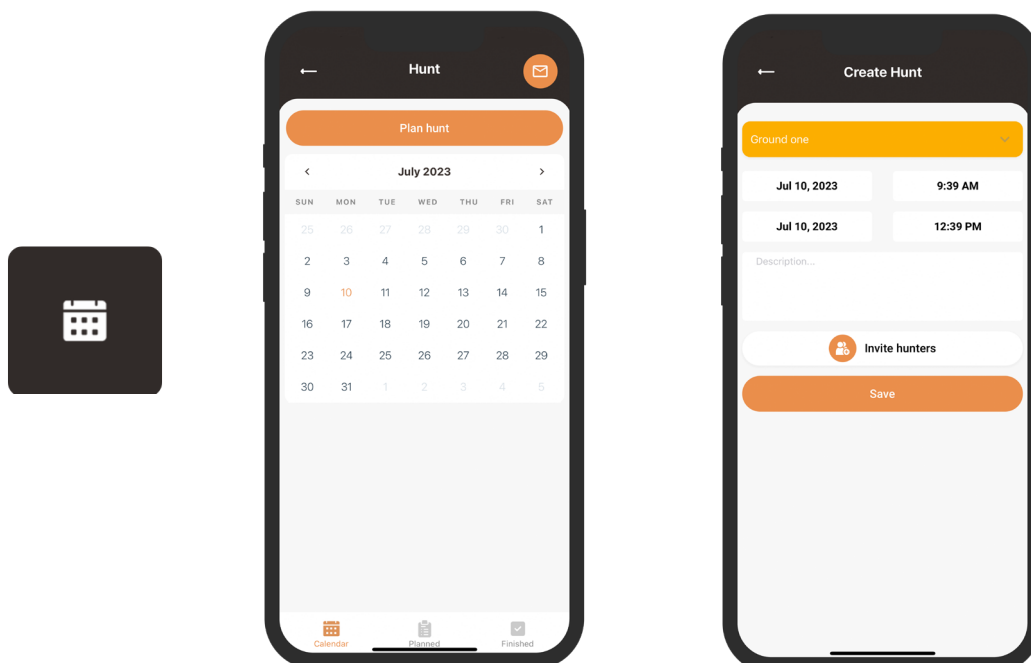 Hunt
Plan hunt
July 2023
SUN MON TUE WED THU FRI SAT
25 26 27 28 29 30 1
2 3 4 5 6 7 8
9 10 11 12 13 14 15
16 17 18 19 20 21 22
23 24 25 26 27 28 29
30 31 1 2 3 4 5
Calendar Planned Finished
Create Hunt
Ground one
Jul 10, 2023 9:39 AM
Jul 10, 2023 12:39 PM
Description...
Invite hunters
Save